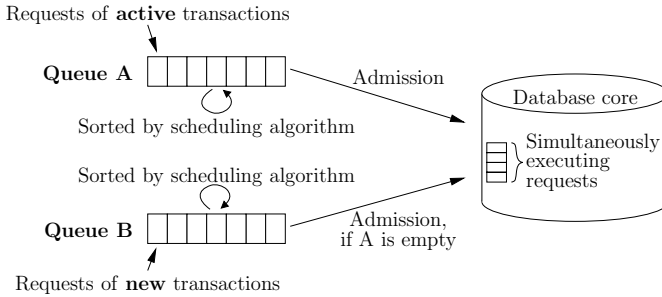 Requests of active transactions
Queue A
Admission
Sorted by scheduling algorithm
Database core
Simultaneously
executing
requests
Sorted by scheduling algorithm
Queue B
Admission,
if A is empty
Requests of new transactions